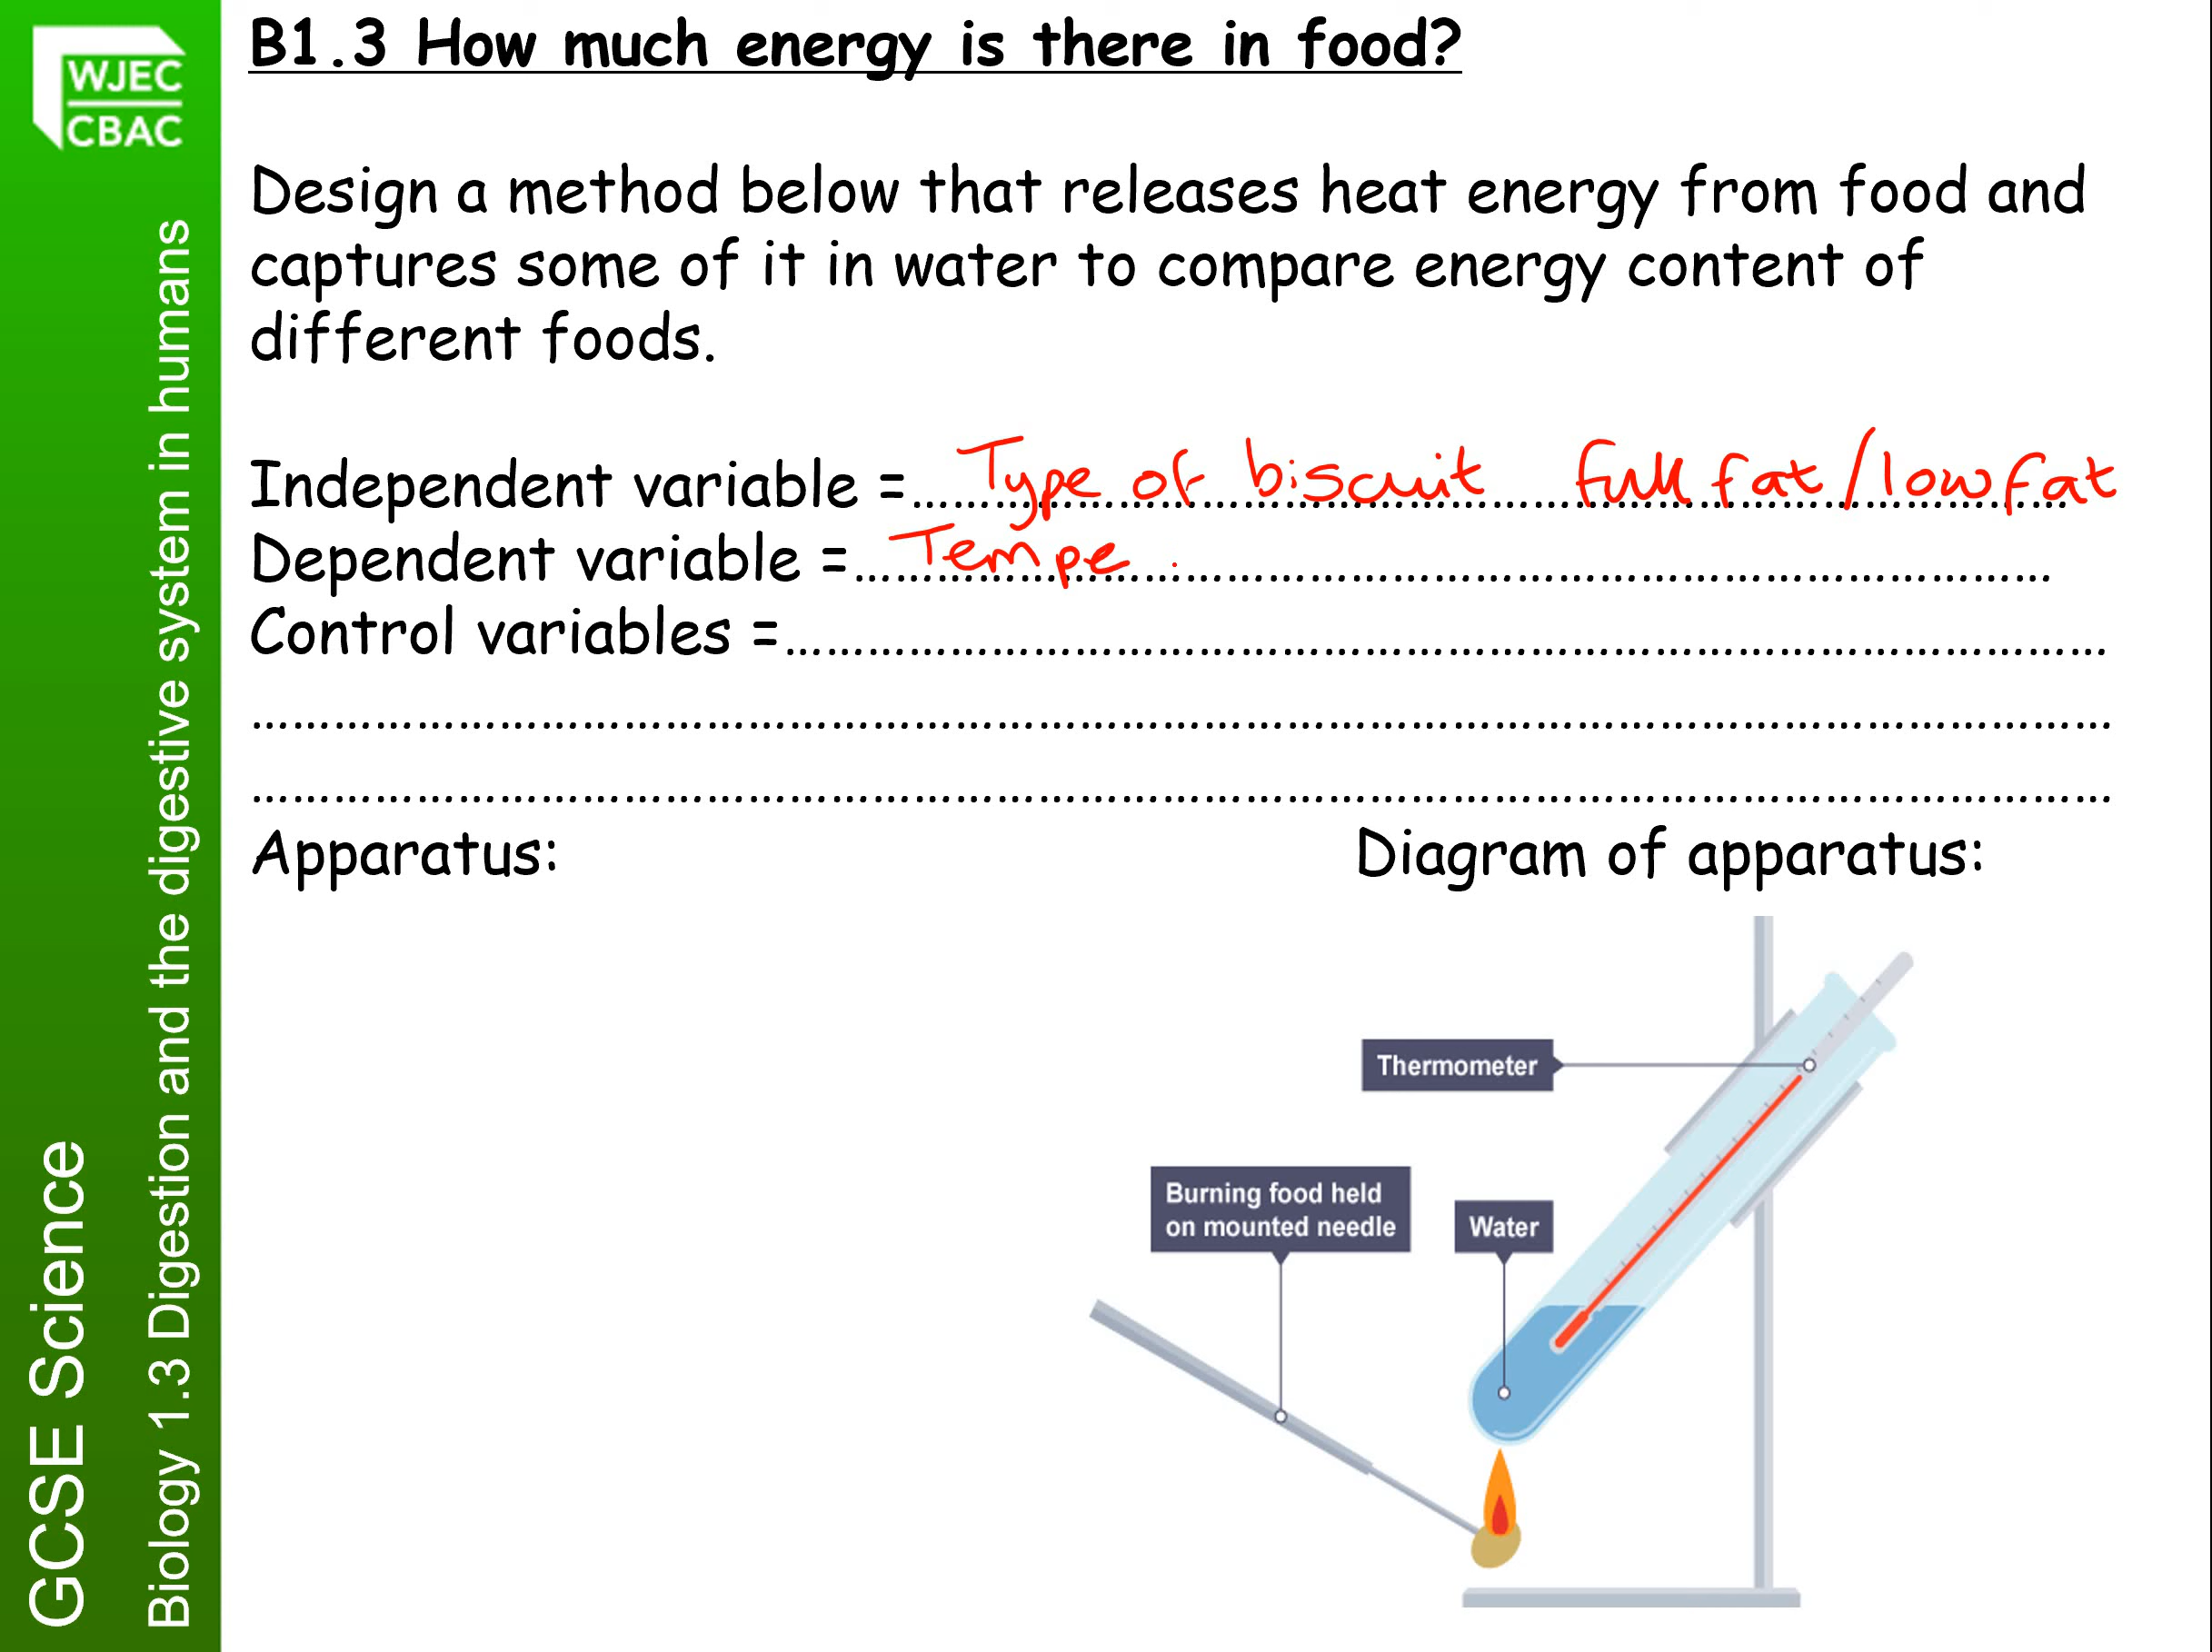 WJEC
CBAC
GCSE Science
Biology 1.3 Digestion and the digestive system in humans
B1.3 How much energy is there in food?
Design a method below that releases heat energy from food and
captures some of it in water to compare energy content of
different foods.
Independent variable =.......... Type of biscuit full fat/low fat
Dependent variable =.......... Tempe .
Control variables =..........
Apparatus:
Diagram of apparatus:
Thermometer
Burning food held
on mounted needle
Water